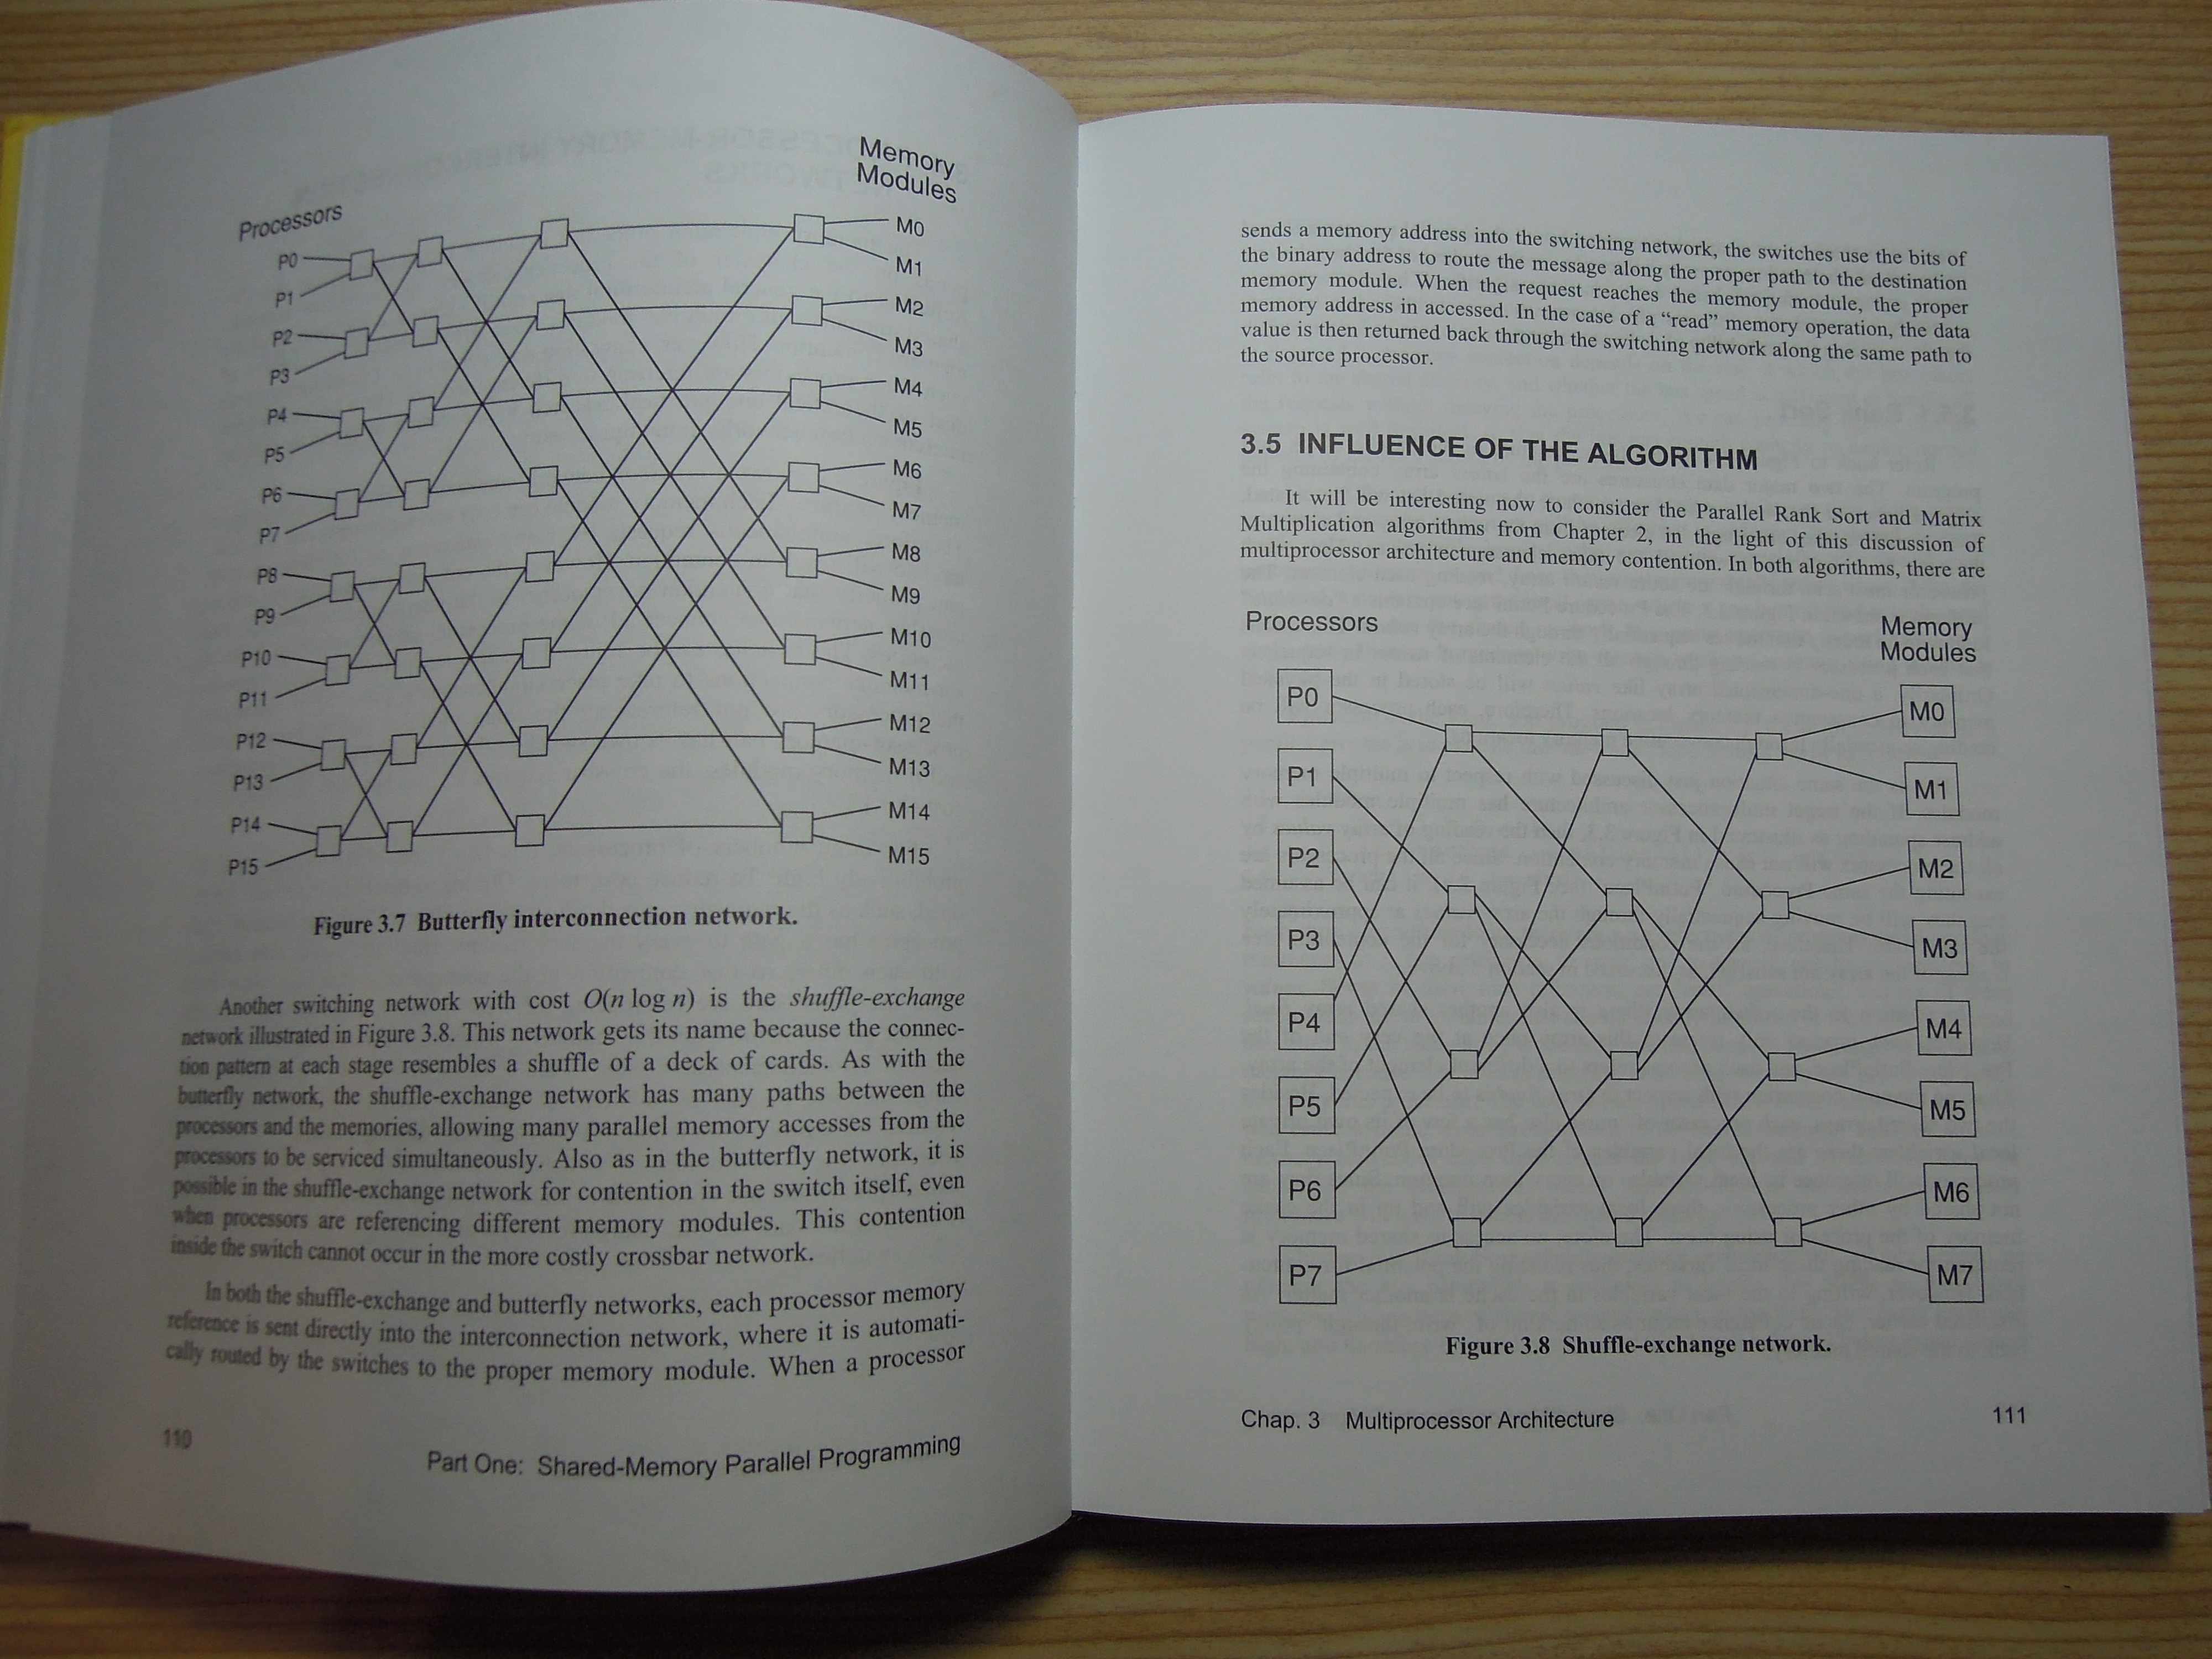 Processors
Memory
Modules
P0
P1
P2
P3
P4
P5
P6
P7
P8
P9
P10
P11
P12
P13
P14
P15
M0
M1
M2
M3
M4
M5
M6
M7
M8
M9
M10
M11
M12
M13
M14
M15
Figure 3.7 Butterfly interconnection network.
Another switching network with cost O(n log n) is the shuffle-exchange
network illustrated in Figure 3.8. This network gets its name because the connec-
tion pattern at each stage resembles a shuffle of a deck of cards. As with the
butterfly network, the shuffle-exchange network has many paths between the
processors and the memories, allowing many parallel memory accesses from the
processors to be serviced simultaneously. Also as in the butterfly network, it is
possible in the shuffle-exchange network for contention in the switch itself, even
when processors are referencing different memory modules. This contention
inside the switch cannot occur in the more costly crossbar network.
In both the shuffle-exchange and butterfly networks, each processor memory
reference is sent directly into the interconnection network, where it is automati-
cally routed by the switches to the proper memory module. When a processor
110
Part One: Shared-Memory Parallel Programming
sends a memory address into the switching network, the switches use the bits of
the binary address to route the message along the proper path to the destination
memory module. When the request reaches the memory module, the proper
memory address in accessed. In the case of a “read” memory operation, the data
value is then returned back through the switching network along the same path to
the source processor.
3.5 INFLUENCE OF THE ALGORITHM
It will be interesting now to consider the Parallel Rank Sort and Matrix
Multiplication algorithms from Chapter 2, in the light of this discussion of
multiprocessor architecture and memory contention. In both algorithms, there are
Processors
Memory
Modules
P0
P1
P2
P3
P4
P5
P6
P7
M0
M1
M2
M3
M4
M5
M6
M7
Figure 3.8 Shuffle-exchange network.
Chap. 3 Multiprocessor Architecture
111